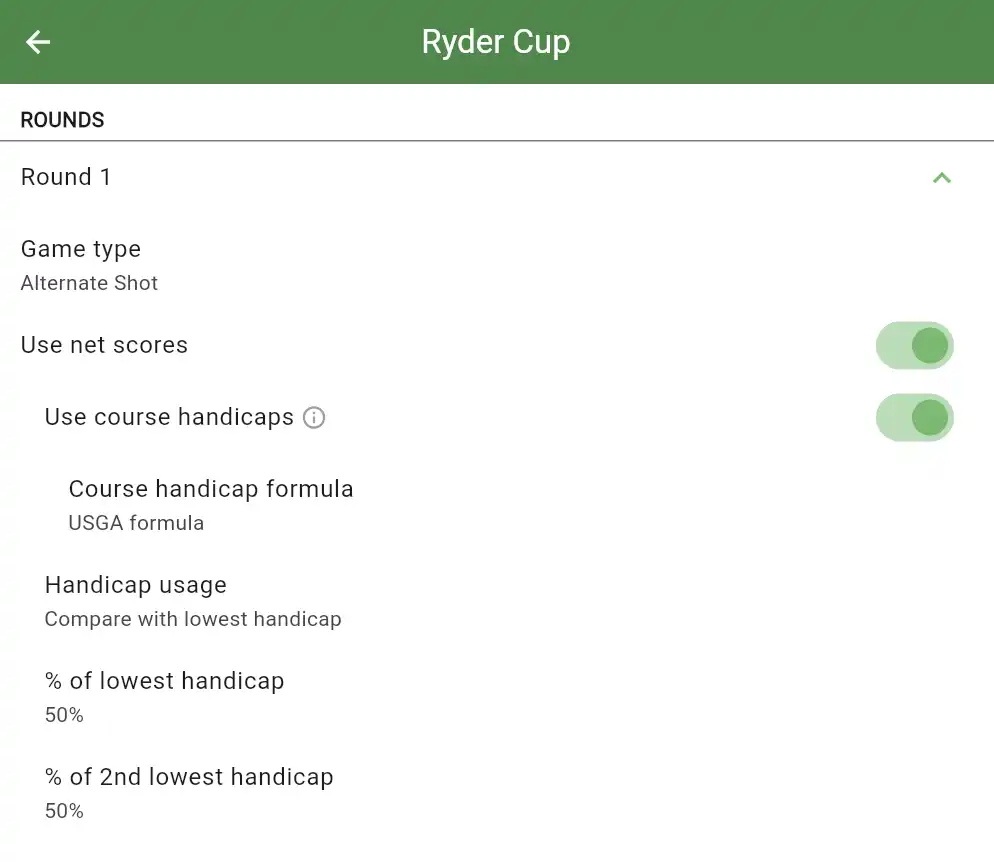 Ryder Cup
ROUNDS
Round 1
Game type
Alternate Shot
Use net scores
Use course handicaps
Course handicap formula
USGA formula
Handicap usage
Compare with lowest handicap
% of lowest handicap
50%
% of 2nd lowest handicap
50%